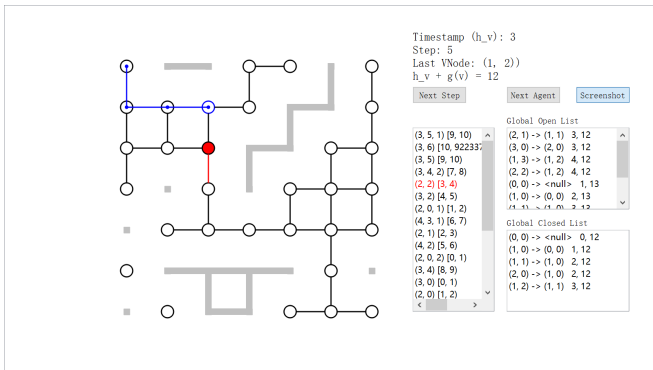 Timestamp (h_v): 3
Step: 5
Last VNode: (1, 2))
h_v + g(v) = 12
Next Step
Next Agent
Screenshot
Global Open List
(3, 5, 1) [9, 10)
(3, 6) [10, 922337
(3, 5) [9, 10)
(3, 4, 2) [7, 8)
(2, 2) [3, 4)
(3, 2) [4, 5)
(2, 0, 1) [1, 2)
(4, 3, 1) [6, 7)
(2, 1) [2, 3)
(4, 2) [5, 6)
(2, 0, 2) [0, 1)
(3, 4) [8, 9)
(3, 0) [0, 1)
(2, 0) [1, 2)
(2, 1) -> (1, 1) 4, 12
(3, 0) -> (2, 0) 3, 12
(1, 3) -> (1, 2) 4, 12
(2, 2) -> (1, 2) 4, 12
(0, 0) -> <null> 1, 13
(1, 0) -> (0, 0) 2, 13
(1, 1) -> (1, 0) 3, 13
Global Closed List
(0, 0) -> <null> 0, 12
(1, 0) -> (0, 0) 1, 12
(1, 1) -> (1, 0) 2, 12
(2, 0) -> (1, 0) 2, 12
(1, 2) -> (1, 1) 3, 12